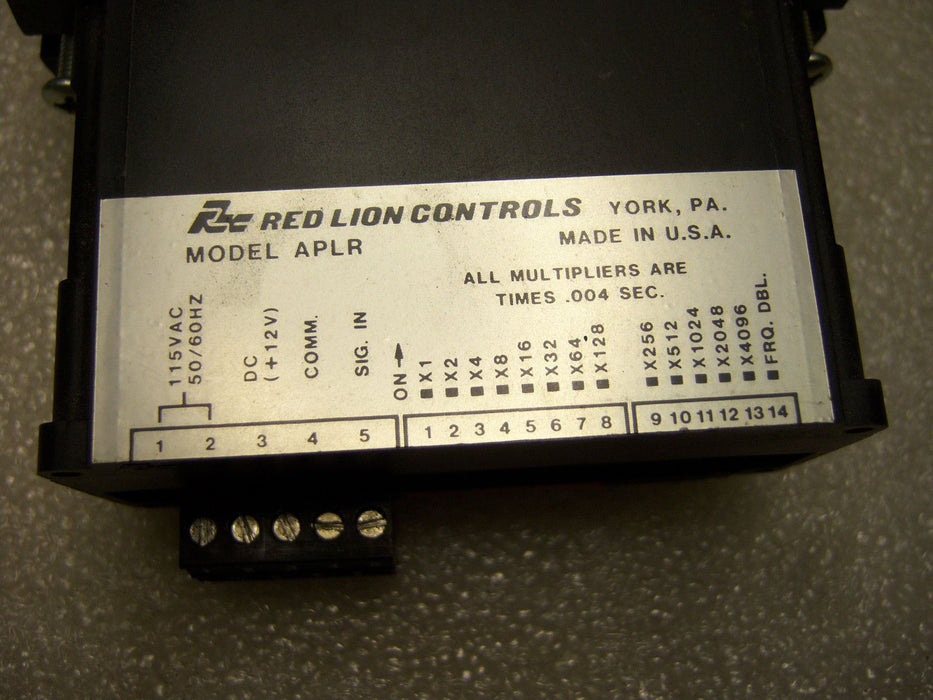 RLC RED LION CONTROLS YORK, PA.
MODEL APLR MADE IN U.S.A.
ALL MULTIPLIERS ARE
TIMES .004 SEC.
115VAC
50/60HZ
DC
(+12V)
COMM.
SIG. IN
ON
X1
X2
X4
X8
X16
X32
X64
X128
X256
X512
X1024
X2048
X4096
FRQ. DBL.
1 2 3 4 5 1 2 3 4 5 6 7 8 9 10 11 12 13 14